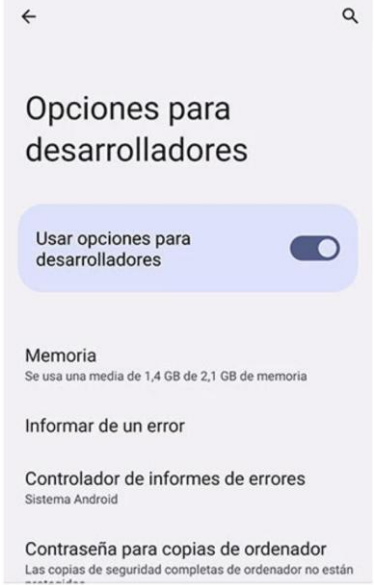 Opciones para
desarrolladores
Usar opciones para
desarrolladores
Memoria
Se usa una media de 1,4 GB de 2,1 GB de memoria
Informar de un error
Controlador de informes de errores
Sistema Android
Contraseña para copias de ordenador
Las copias de seguridad completas de ordenador no están